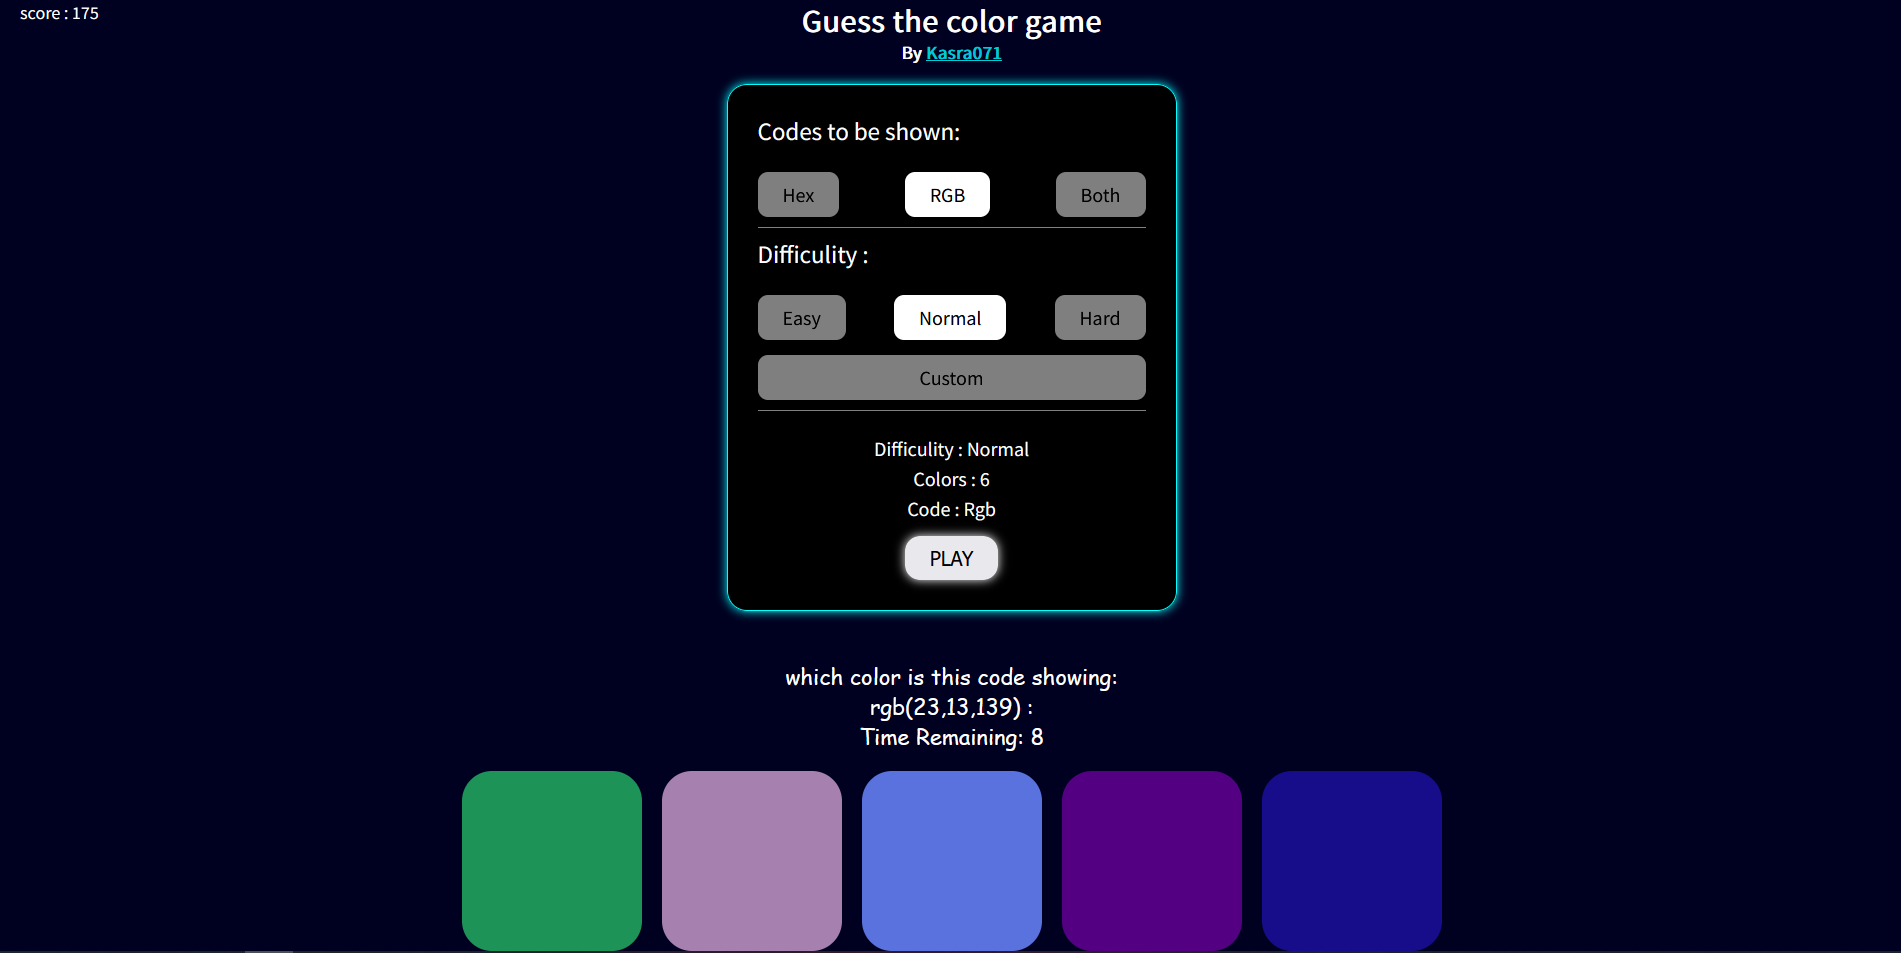 score : 175
Guess the color game
By Kasra071
Codes to be shown:
Hex RGB Both
Difficulity :
Easy Normal Hard
Custom
Difficulity : Normal
Colors : 6
Code : Rgb
PLAY
which color is this code showing:
rgb(23,13,139) :
Time Remaining: 8